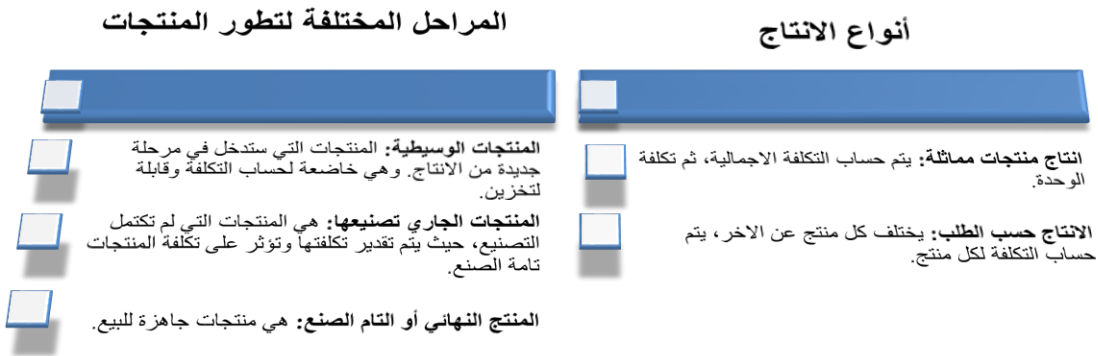 أنواع الانتاج
انتاج منتجات مماثلة: يتم حساب التكلفة الاجمالية، ثم تكلفة
الوحدة.
الانتاج حسب الطلب: يختلف كل منتج عن الاخر، يتم
حساب التكلفة لكل منتج.
المراحل المختلفة لتطور المنتجات
المنتجات الوسيطية: المنتجات التي ستدخل في مرحلة
جديدة من الانتاج. وهي خاضعة لحساب التكلفة وقابلة
لتخزين.
المنتجات الجاري تصنيعها: هي المنتجات التي لم تكتمل
التصنيع، حيث يتم تقدير تكلفتها وتؤثر على تكلفة المنتجات
تامة الصنع.
المنتج النهائي أو التام الصنع: هي منتجات جاهزة للبيع.